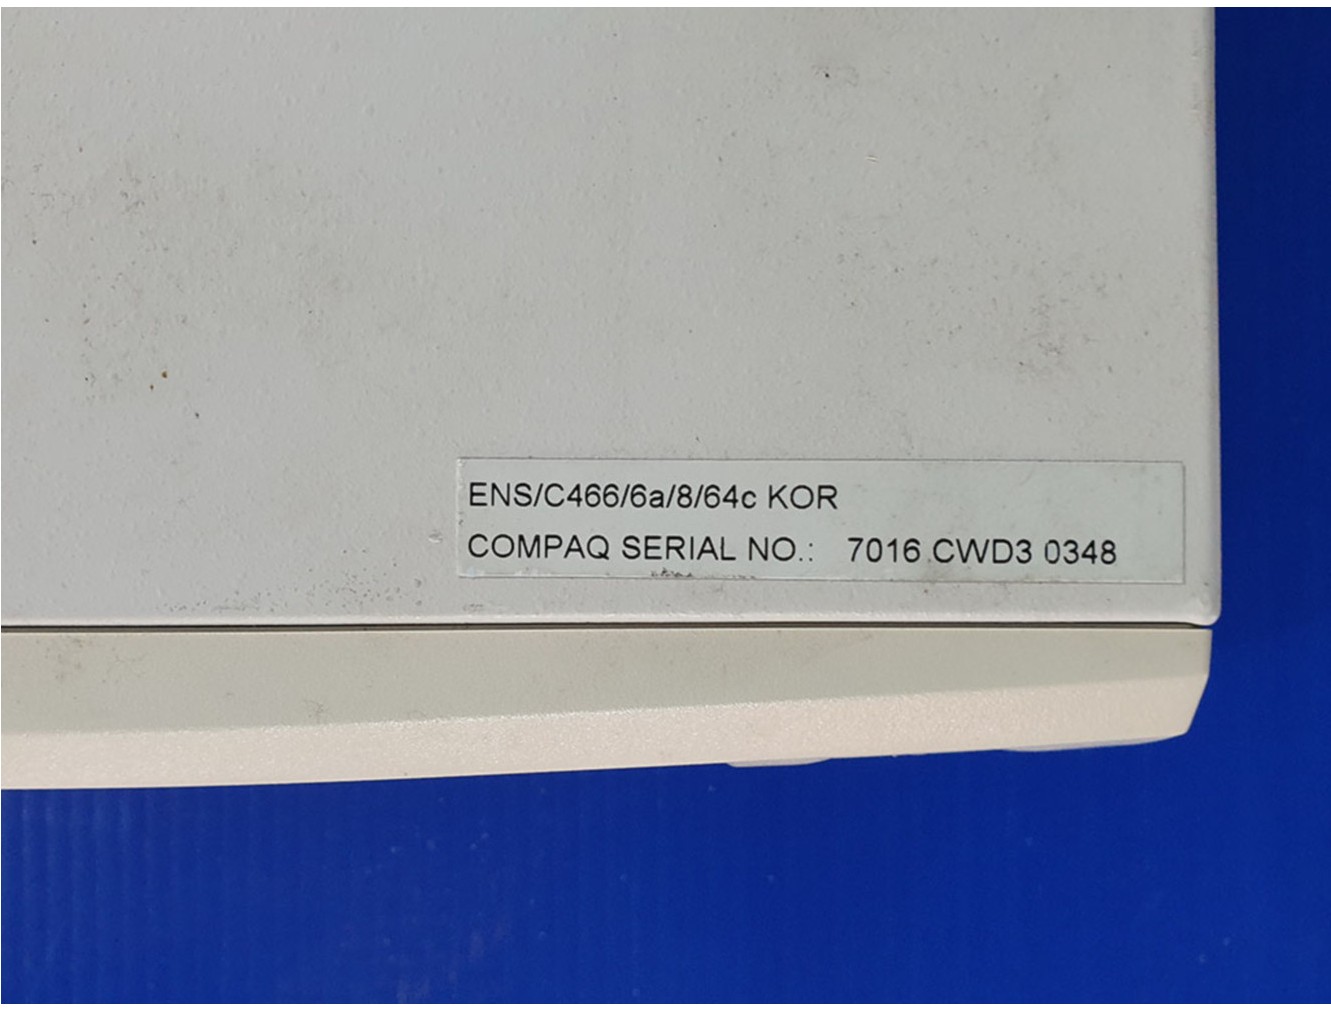 ENS/C466/6a/8/64c KOR
COMPAQ SERIAL NO.: 7016 CWD3 0348